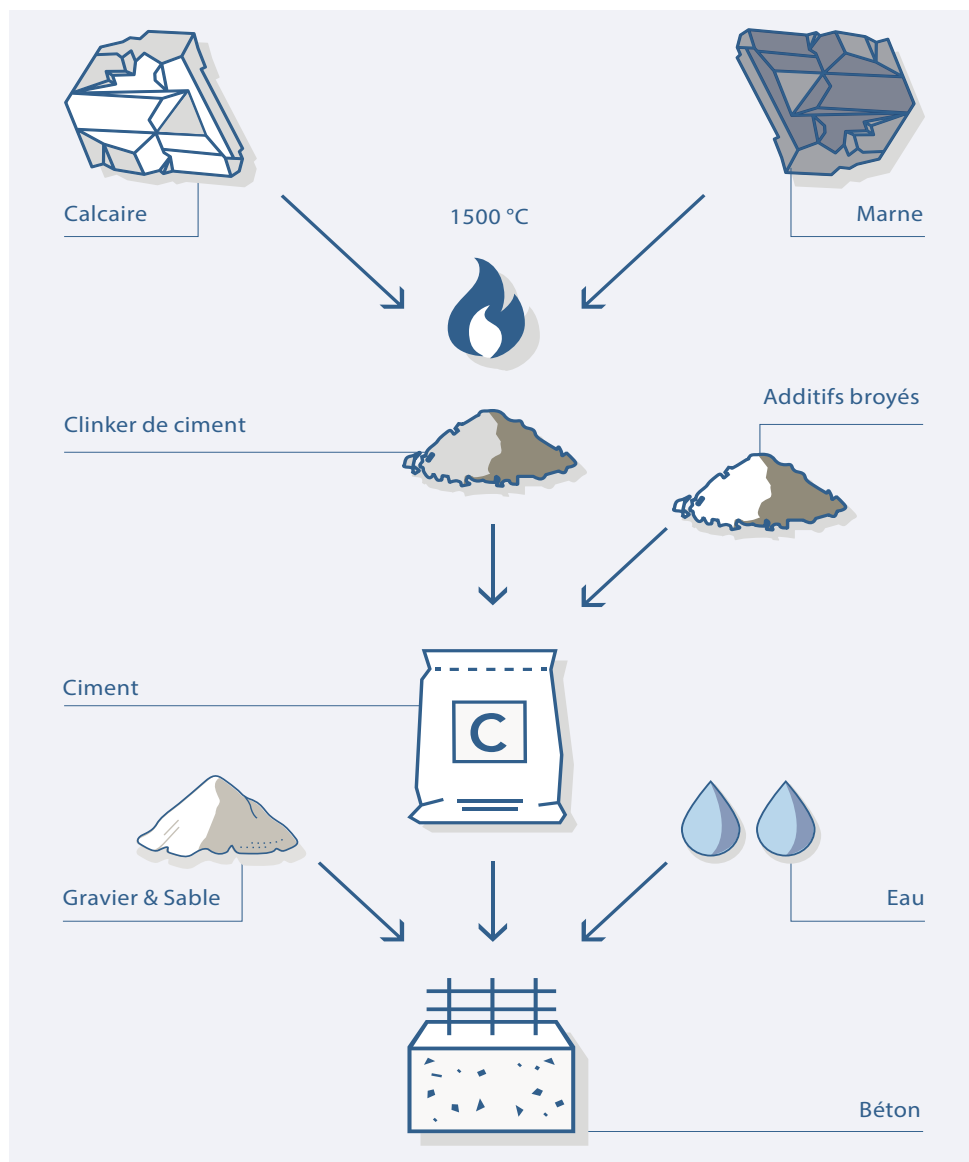 Calcaire
1500 °C
Marne
Clinker de ciment
Additifs broyés
Ciment
C
Gravier & Sable
Eau
Béton